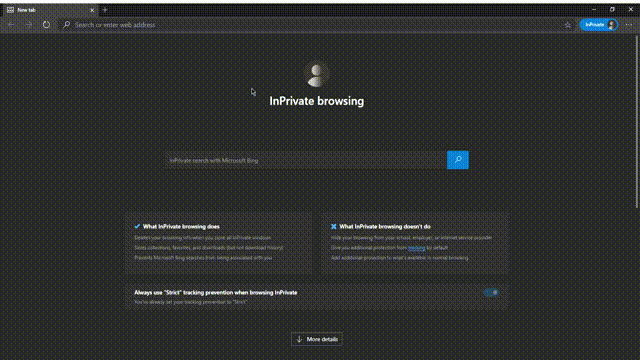 New tab
Search or enter web address
InPrivate
InPrivate browsing
InPrivate search with Microsoft Bing
What InPrivate browsing does
Deletes your browsing info when you close all InPrivate windows
Saves collections, favorites, and downloads (but not download history)
Prevents Microsoft Bing searches from being associated with you
What InPrivate browsing doesn't do
Hide your browsing from your school, employer, or internet service provider
Give you additional protection from tracking by default
Add additional protection to what's available in normal browsing
Always use "Strict" tracking prevention when browsing InPrivate
You've already set your tracking prevention to "Strict"
More details